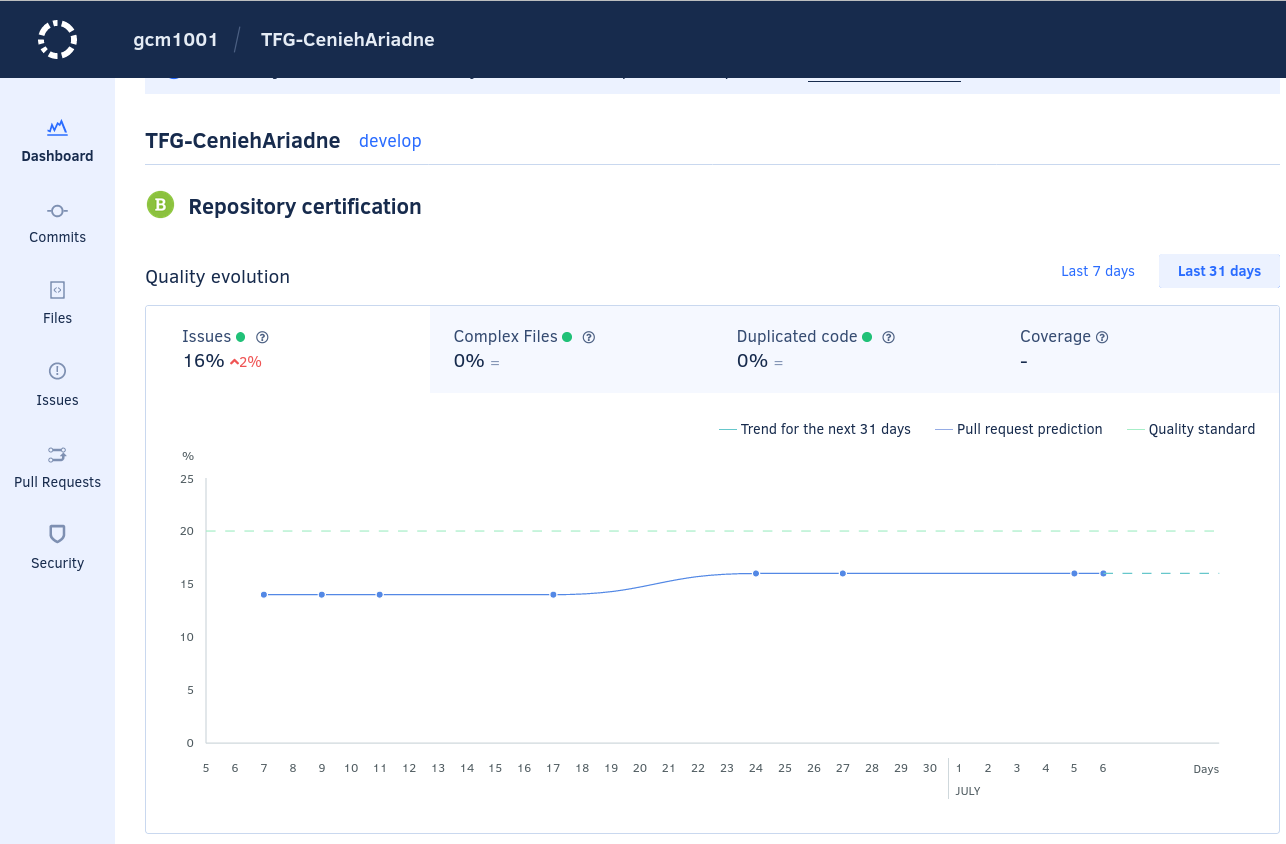 gcm1001 / TFG-CeniehAriadne
Dashboard
Commits
Files
Issues
Pull Requests
Security
TFG-CeniehAriadne develop
B Repository certification
Quality evolution
Last 7 days Last 31 days
Issues ?
16% 2%
Complex Files ?
0% =
Duplicated code ?
0% =
Coverage ?
-
Trend for the next 31 days Pull request prediction Quality standard
%
25
20
15
10
5
0
5 6 7 8 9 10 11 12 13 14 15 16 17 18 19 20 21 22 23 24 25 26 27 28 29 30 1 2 3 4 5 6 Days
JULY